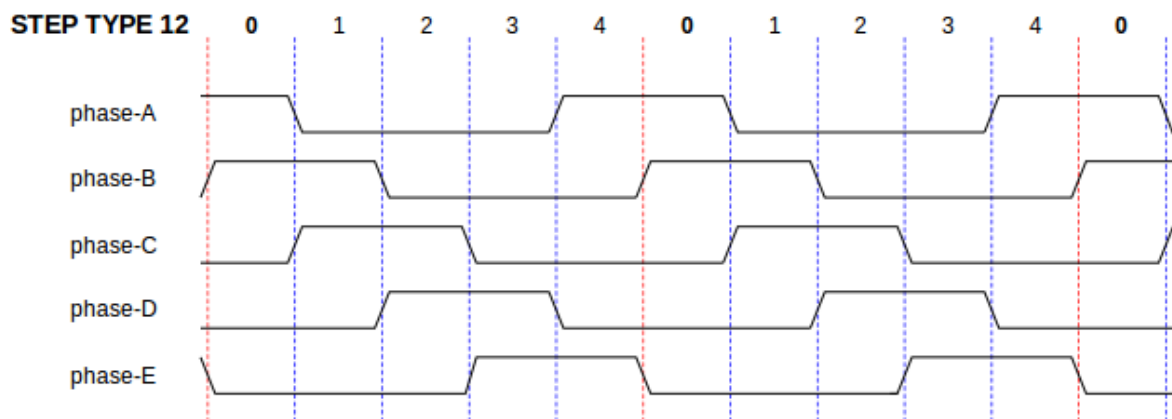 STEP TYPE 12 0 1 2 3 4 0 1 2 3 4 0
phase-A
phase-B
phase-C
phase-D
phase-E